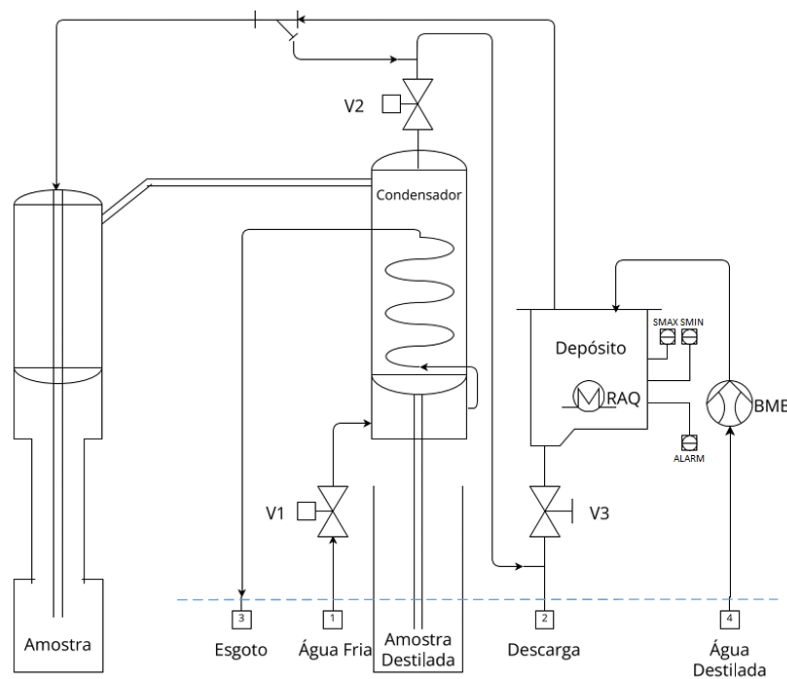 V2
Condensador
SMAX SMIN
Depósito
RAQ
BMB
ALARM
V1
V3
3
1
2
4
Amostra
Esgoto
Água Fria
Amostra
Destilada
Descarga
Água
Destilada